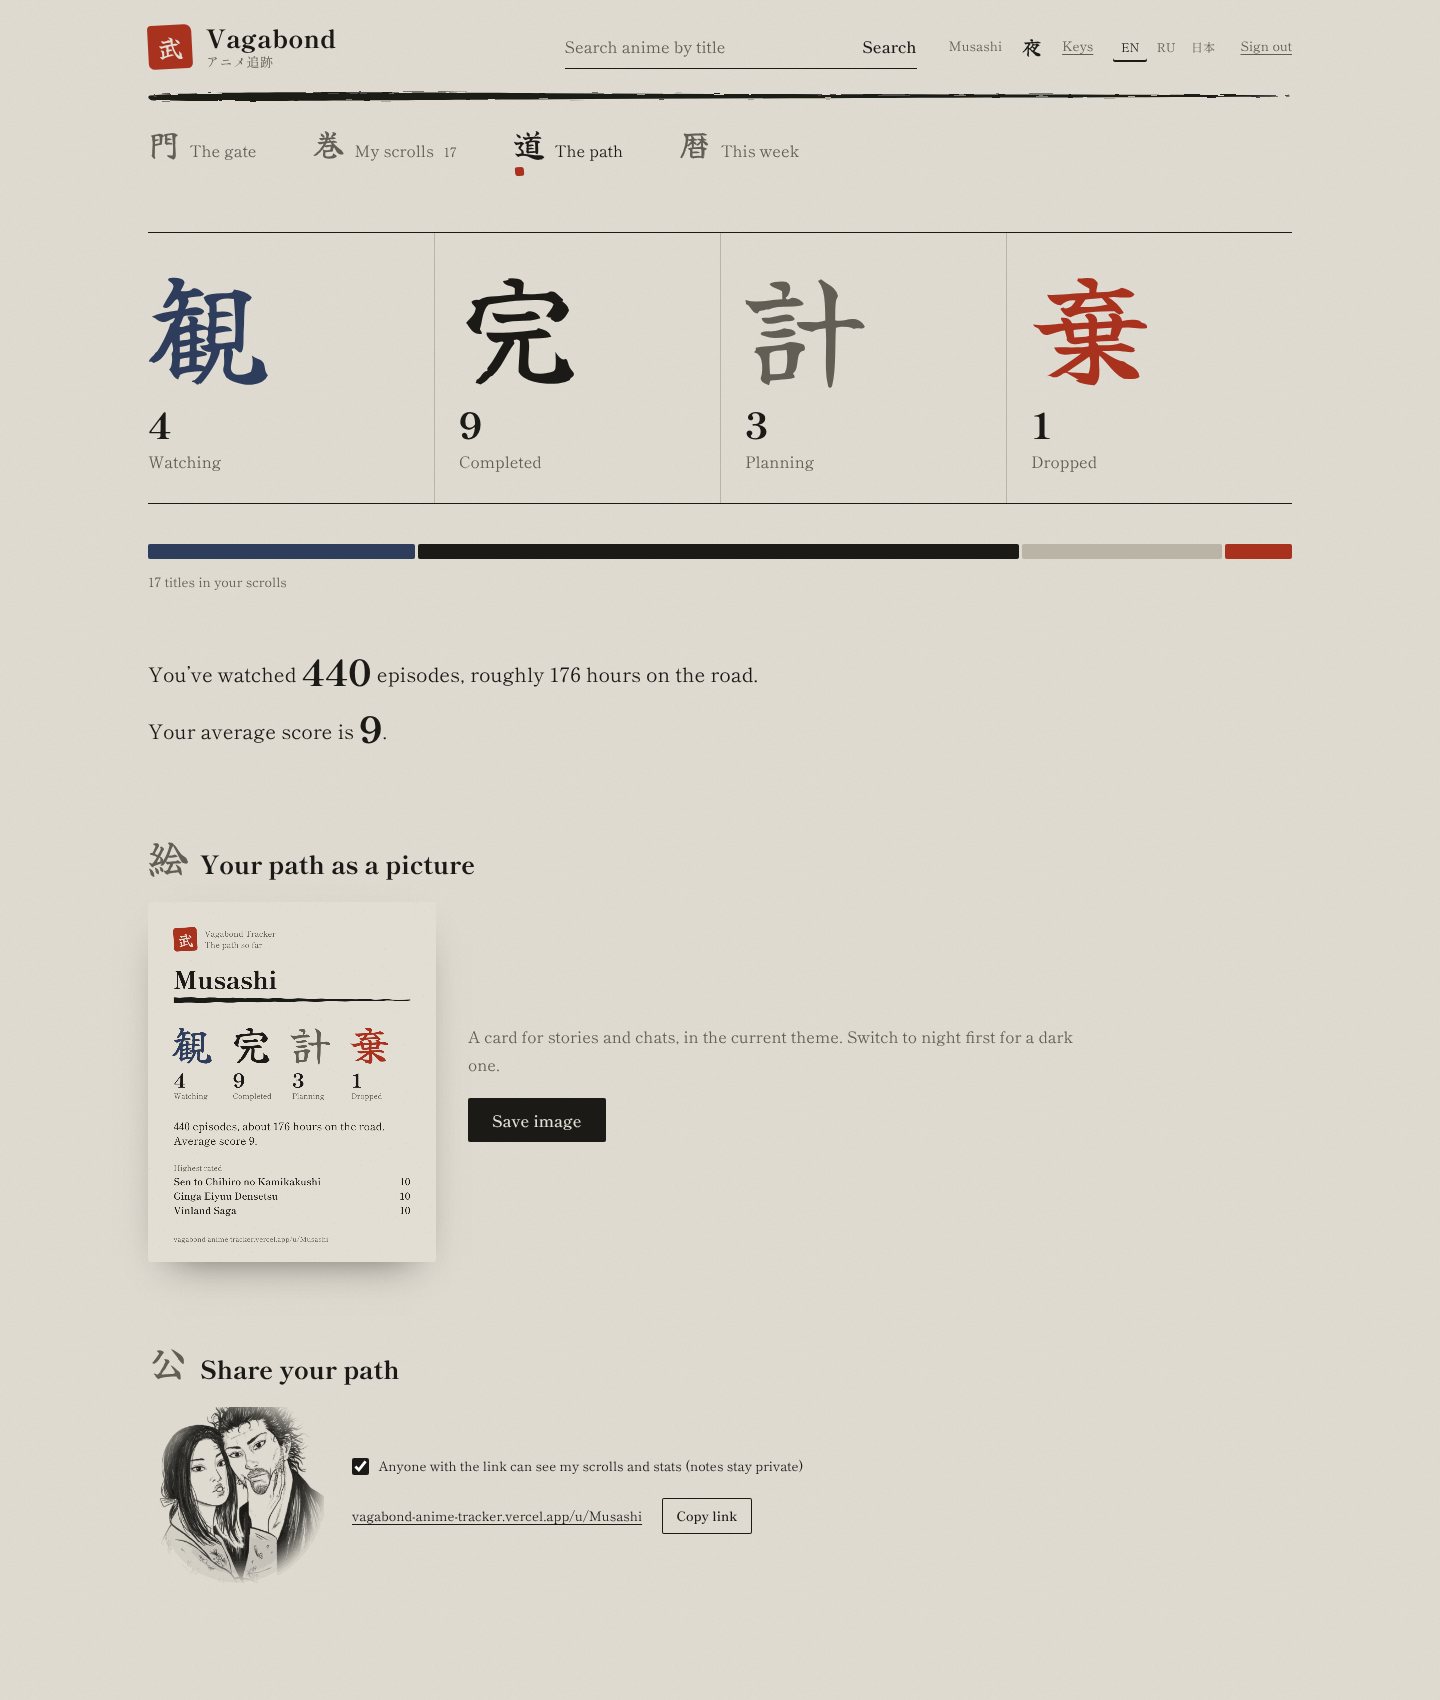 武 Vagabond
アニメ追跡
Search anime by title Search Musashi 夜 Keys EN RU 日本 Sign out
門 The gate 巻 My scrolls 17 道 The path 暦 This week
観 完 計 棄
4 9 3 1
Watching Completed Planning Dropped
17 titles in your scrolls
You’ve watched 440 episodes, roughly 176 hours on the road.
Your average score is 9.
絵 Your path as a picture
武 Vagabond Tracker
The path so far
Musashi
観 完 計 棄
4 9 3 1
Watching Completed Planning Dropped
440 episodes, about 176 hours on the road.
Average score 9.
Highest rated
Sen to Chihiro no Kamikakushi 10
Ginga Eiyuu Densetsu 10
Vinland Saga 10
vagabond-anime-tracker.vercel.app/u/Musashi
A card for stories and chats, in the current theme. Switch to night first for a dark
one.
Save image
公 Share your path
Anyone with the link can see my scrolls and stats (notes stay private)
vagabond-anime-tracker.vercel.app/u/Musashi Copy link